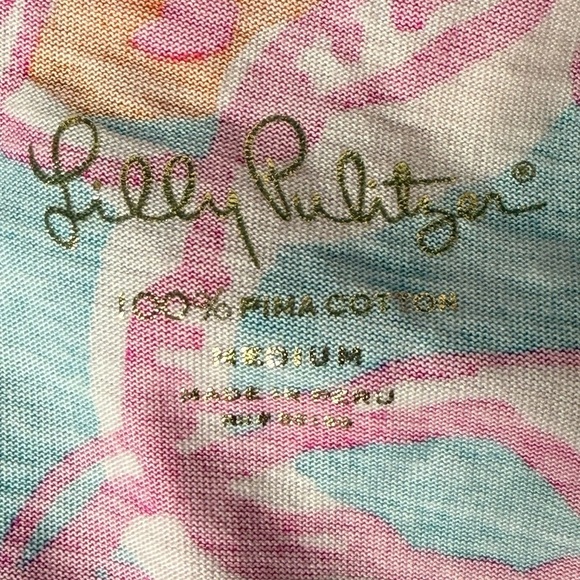 Lilly Pulitzer®
100% PIMA COTTON
MEDIUM
MADE IN PERU